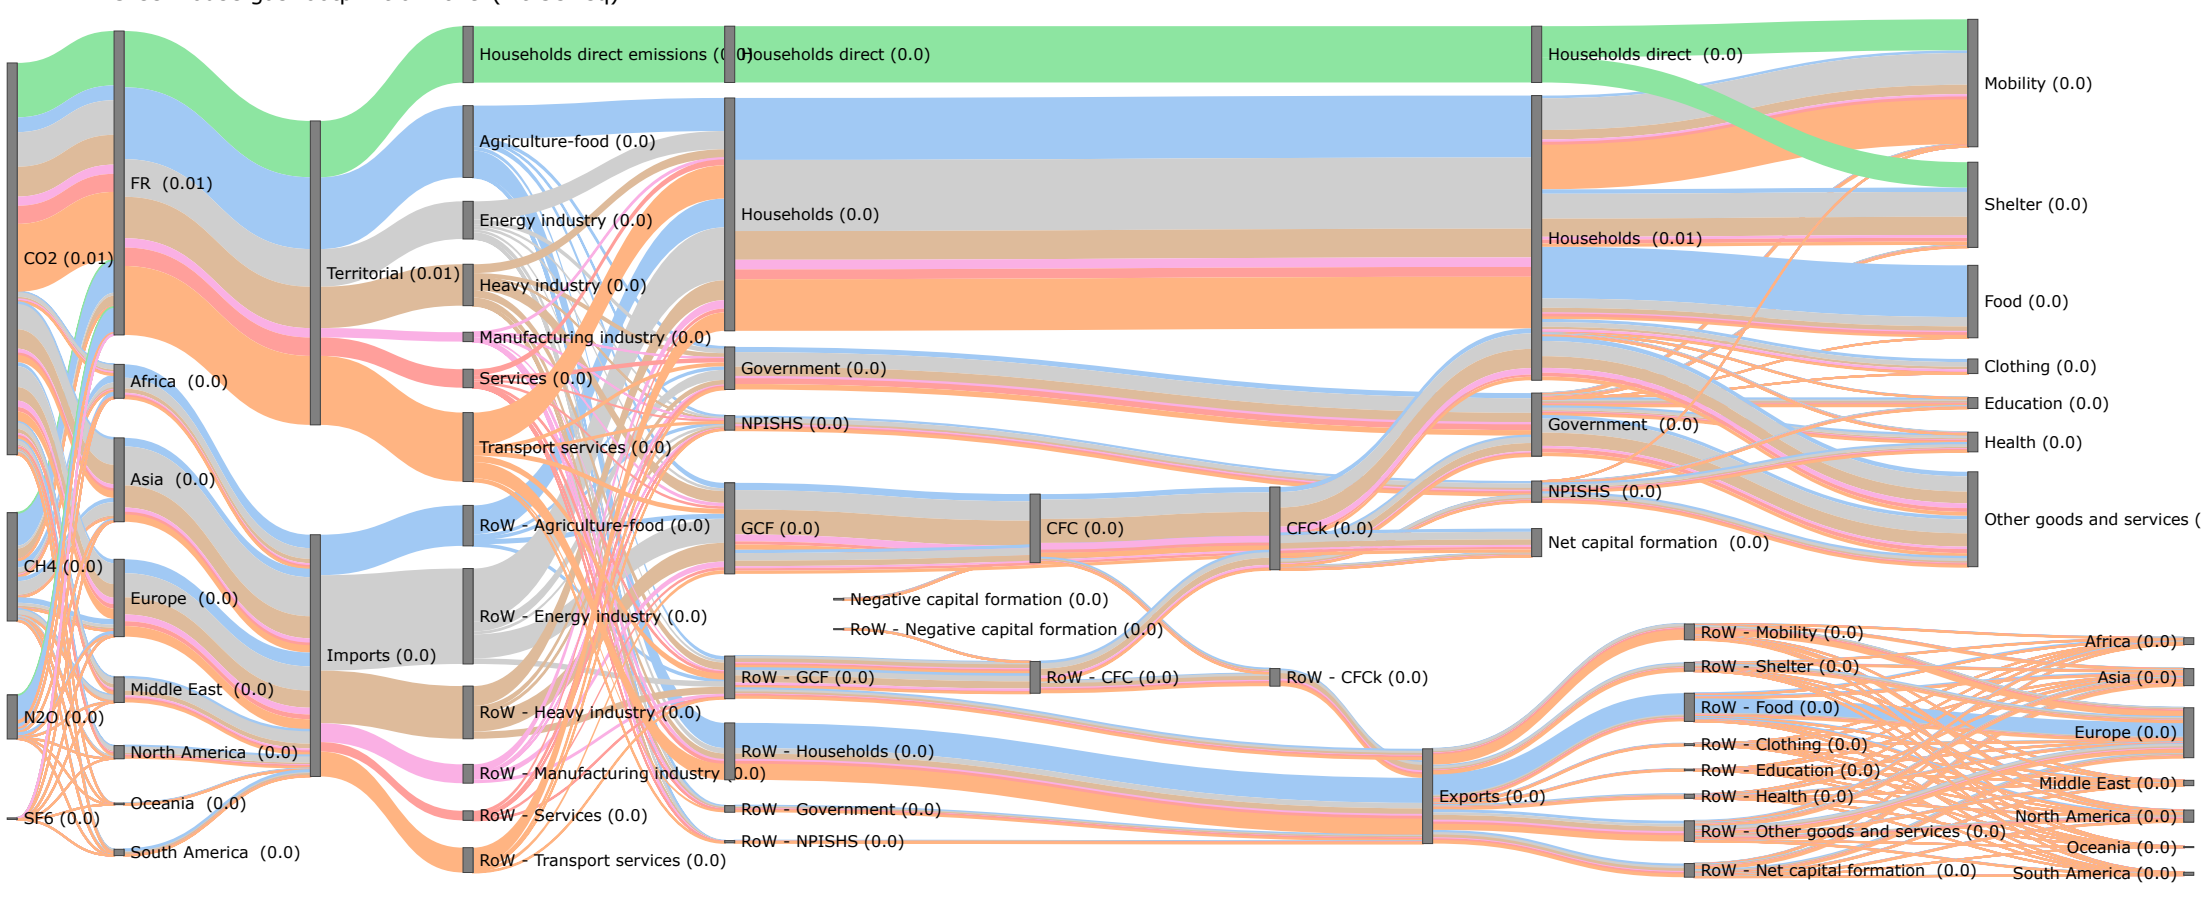 CO2 (0.01)
CH4 (0.0)
N2O (0.0)
SF6 (0.0)
FR (0.01)
Africa (0.0)
Asia (0.0)
Europe (0.0)
Middle East (0.0)
North America (0.0)
Oceania (0.0)
South America (0.0)
Territorial (0.01)
Imports (0.0)
Households direct emissions (0.0)
Agriculture-food (0.0)
Energy industry (0.0)
Heavy industry (0.0)
Manufacturing industry (0.0)
Services (0.0)
Transport services (0.0)
RoW - Agriculture-food (0.0)
RoW - Energy industry (0.0)
RoW - Heavy industry (0.0)
RoW - Manufacturing industry (0.0)
RoW - Services (0.0)
RoW - Transport services (0.0)
Households direct (0.0)
Households (0.0)
Government (0.0)
NPISHS (0.0)
GCF (0.0)
Negative capital formation (0.0)
RoW - Negative capital formation (0.0)
RoW - GCF (0.0)
RoW - Households (0.0)
RoW - Government (0.0)
RoW - NPISHS (0.0)
CFC (0.0)
RoW - CFC (0.0)
CFCk (0.0)
RoW - CFCk (0.0)
Exports (0.0)
Households direct (0.0)
Households (0.01)
Government (0.0)
NPISHS (0.0)
Net capital formation (0.0)
RoW - Mobility (0.0)
RoW - Shelter (0.0)
RoW - Food (0.0)
RoW - Clothing (0.0)
RoW - Education (0.0)
RoW - Health (0.0)
RoW - Other goods and services (0.0)
RoW - Net capital formation (0.0)
Mobility (0.0)
Shelter (0.0)
Food (0.0)
Clothing (0.0)
Education (0.0)
Health (0.0)
Other goods and services (
Africa (0.0)
Asia (0.0)
Europe (0.0)
Middle East (0.0)
North America (0.0)
Oceania (0.0)
South America (0.0)